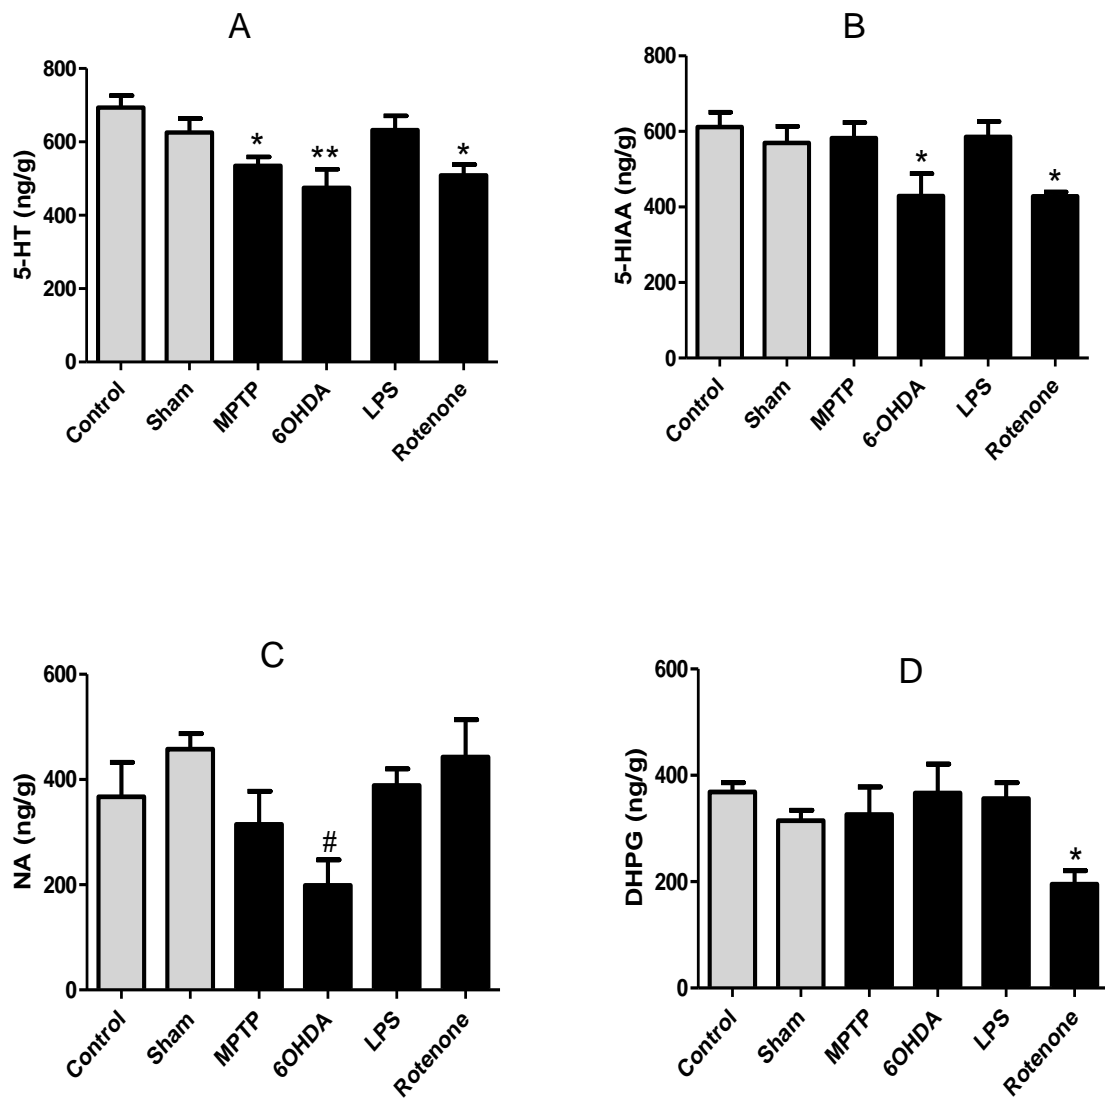 A
5-HT (ng/g)
800
600
400
200
0
*
**
*
Control
Sham
MPTP
6OHDA
LPS
Rotenone
B
5-HIAA (ng/g)
800
600
400
200
0
*
*
Control
Sham
MPTP
6-OHDA
LPS
Rotenone
C
NA (ng/g)
600
400
200
0
#
Control
Sham
MPTP
6OHDA
LPS
Rotenone
D
DHPG (ng/g)
600
400
200
0
*
Control
Sham
MPTP
6OHDA
LPS
Rotenone